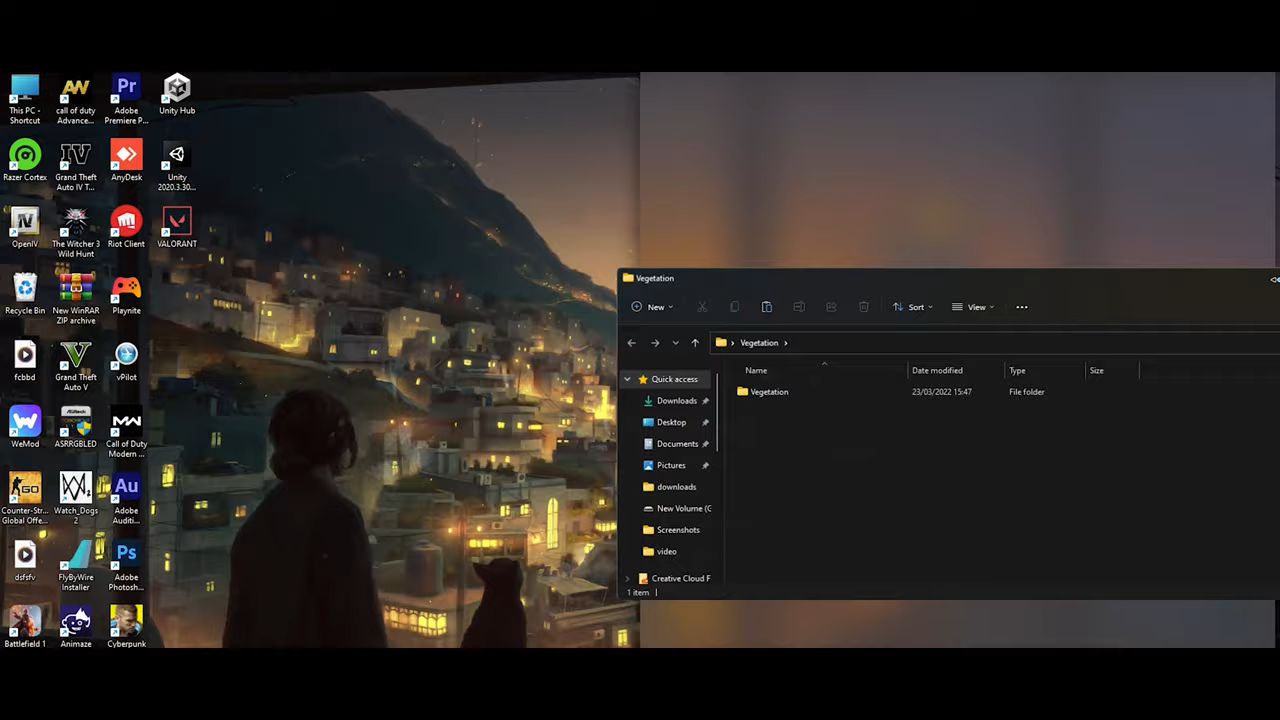 This PC -
Shortcut
call of duty
Advance...
Adobe
Premiere P...
Unity Hub
Razer Cortex
Grand Theft
Auto IV T...
AnyDesk
Unity
2020.3.30...
OpenIV
The Witcher 3
Wild Hunt
Riot Client
VALORANT
Recycle Bin
New WinRAR
ZIP archive
Playnite
fcbbd
Grand Theft
Auto V
vPilot
WeMod
ASRRGBLED
Call of Duty
Modern ...
Counter-Str...
Global Offe...
Watch_Dogs
2
Adobe
Auditi...
dsfsfv
FlyByWire
Installer
Adobe
Photosh...
Battlefield 1
Animaze
Cyberpunk
Vegetation
New
Sort
View
Vegetation
Name
Date modified
Type
Size
Vegetation
23/03/2022 15:47
File folder
Quick access
Downloads
Desktop
Documents
Pictures
downloads
New Volume (G
Screenshots
video
Creative Cloud F
1 item